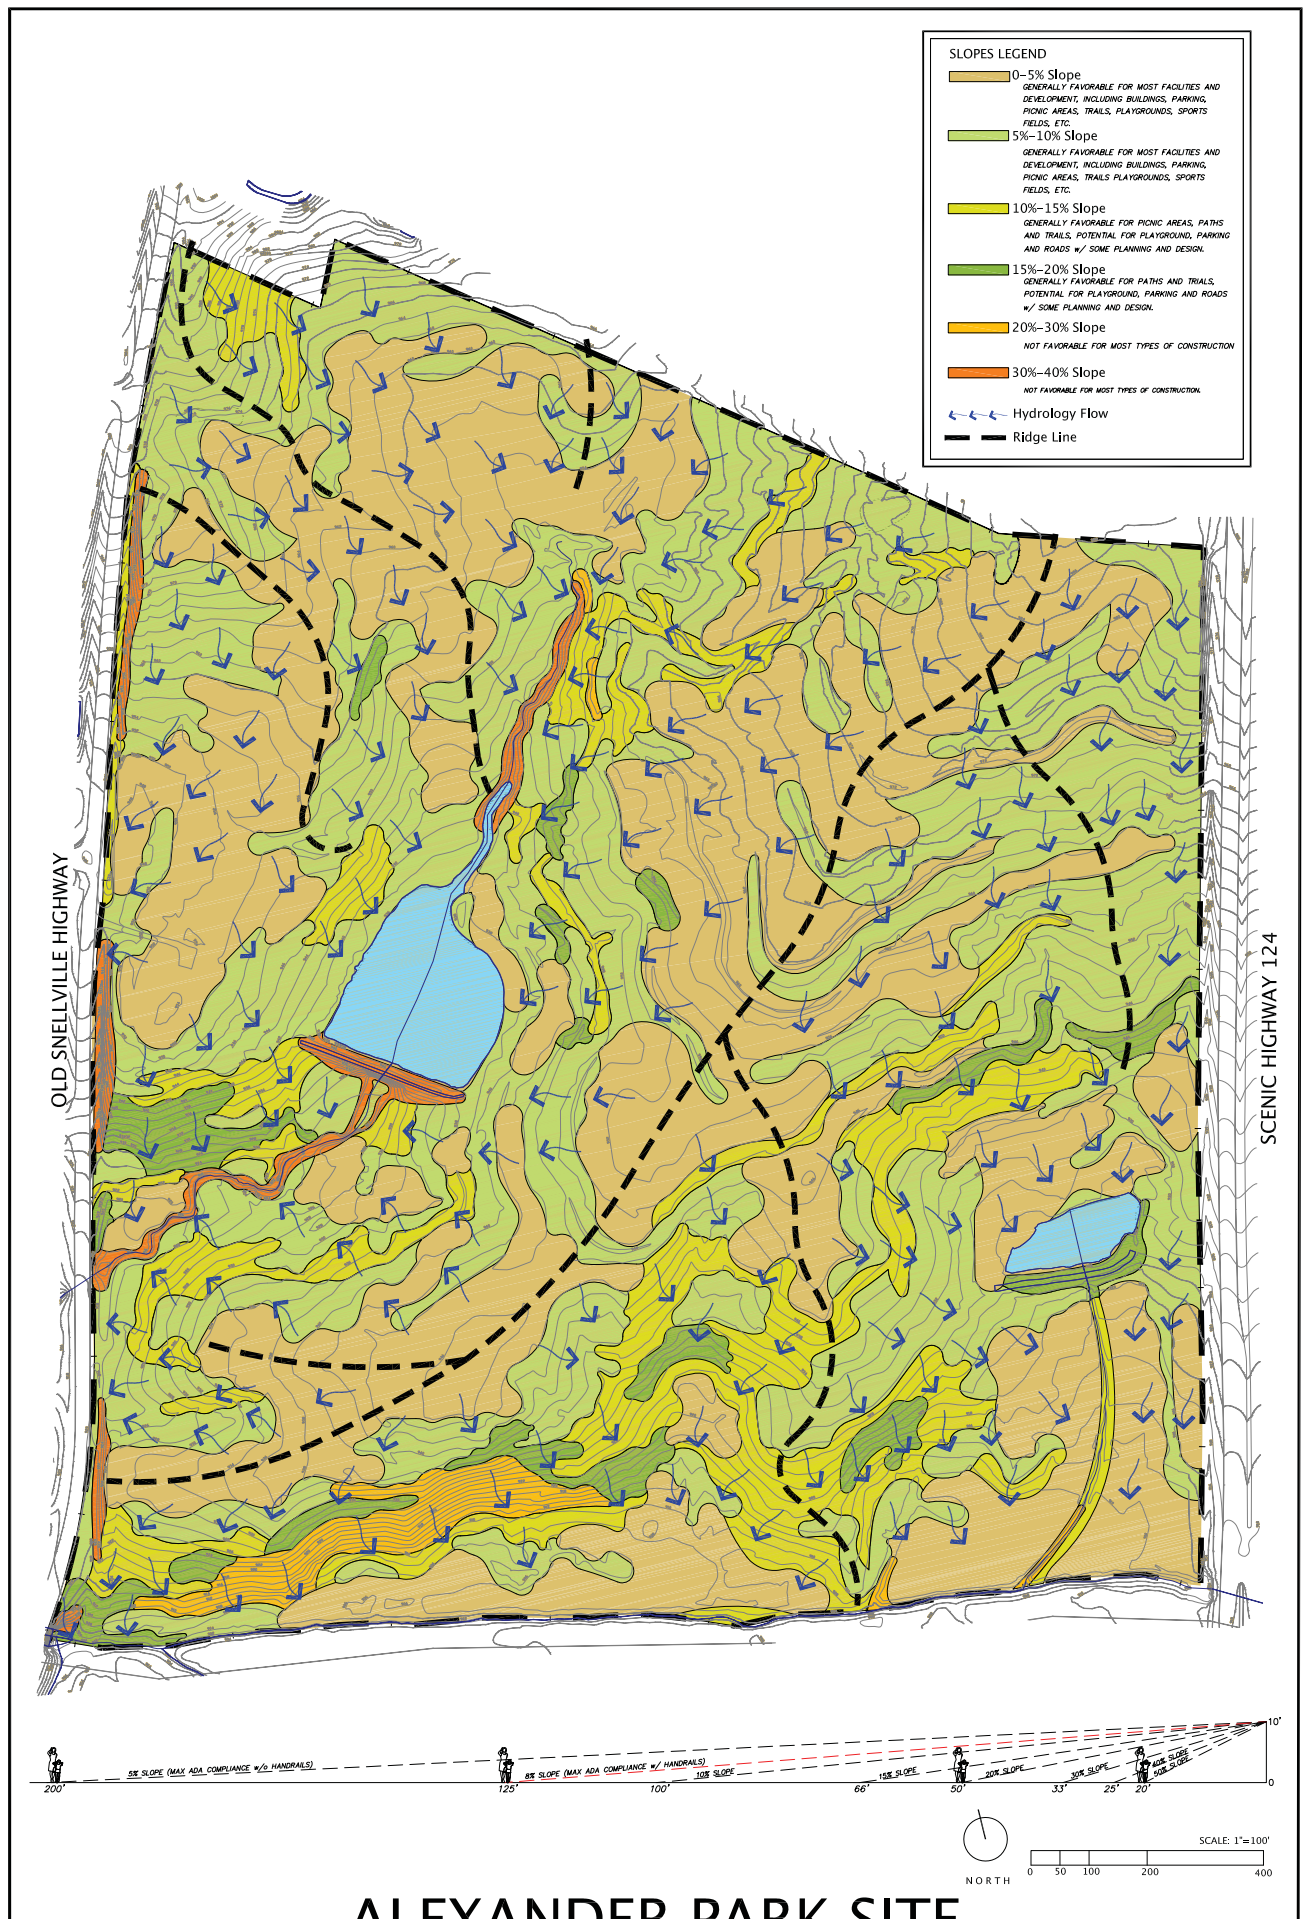 SLOPES LEGEND
0-5% Slope
GENERALLY FAVORABLE FOR MOST FACILITIES AND
DEVELOPMENT, INCLUDING BUILDINGS, PARKING,
PICNIC AREAS, TRAILS, PLAYGROUNDS, SPORTS
FIELDS, ETC.
5%-10% Slope
GENERALLY FAVORABLE FOR MOST FACILITIES AND
DEVELOPMENT, INCLUDING BUILDINGS, PARKING,
PICNIC AREAS, TRAILS PLAYGROUNDS, SPORTS
FIELDS, ETC.
10%-15% Slope
GENERALLY FAVORABLE FOR PICNIC AREAS, PATHS
AND TRAILS, POTENTIAL FOR PLAYGROUND, PARKING
AND ROADS w/ SOME PLANNING AND DESIGN.
15%-20% Slope
GENERALLY FAVORABLE FOR PATHS AND TRIALS,
POTENTIAL FOR PLAYGROUND, PARKING AND ROADS
w/ SOME PLANNING AND DESIGN.
20%-30% Slope
NOT FAVORABLE FOR MOST TYPES OF CONSTRUCTION
30%-40% Slope
NOT FAVORABLE FOR MOST TYPES OF CONSTRUCTION.
Hydrology Flow
Ridge Line
OLD SNELLVILLE HIGHWAY
SCENIC HIGHWAY 124
10'
5% SLOPE (MAX ADA COMPLIANCE w/o HANDRAILS)
8% SLOPE (MAX ADA COMPLIANCE w/ HANDRAILS)
10% SLOPE
15% SLOPE
20% SLOPE
30% SLOPE
40% SLOPE
50% SLOPE
0
200'
125'
100'
66'
50'
33'
25'
20'
NORTH
SCALE: 1"=100'
0 50 100 200 400
ALEXANDER PARK SITE